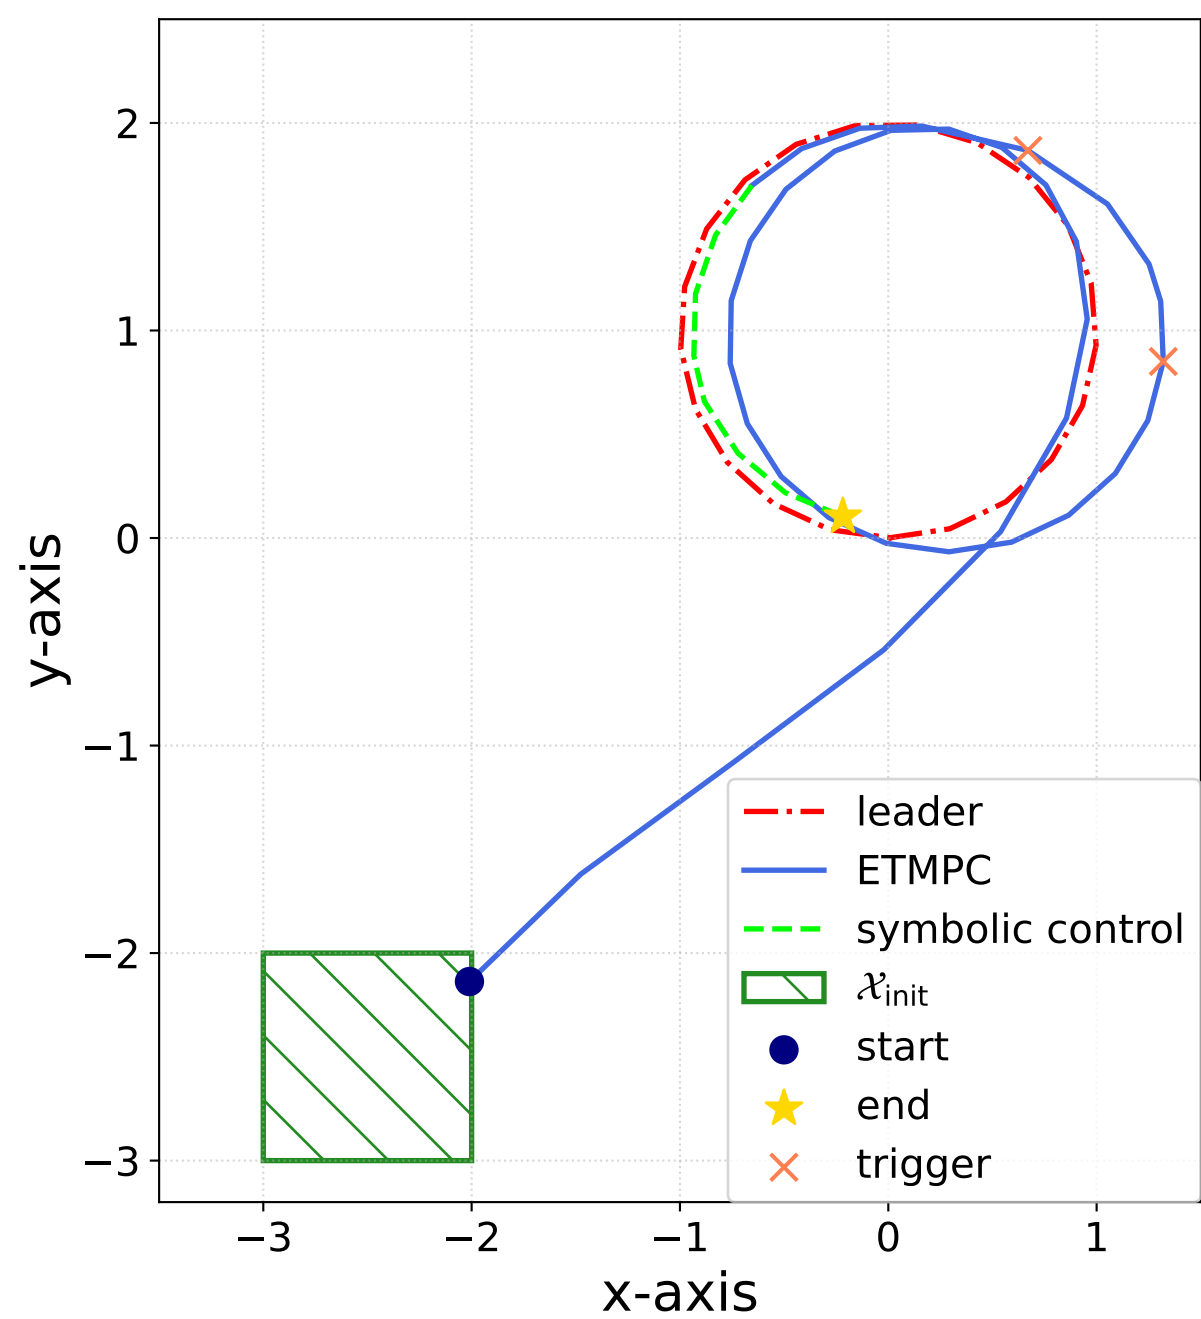 2
1
0
−1
−2
−3
y-axis
leader
ETMPC
symbolic control
𝒳init
start
end
trigger
−3 −2 −1 0 1
x-axis